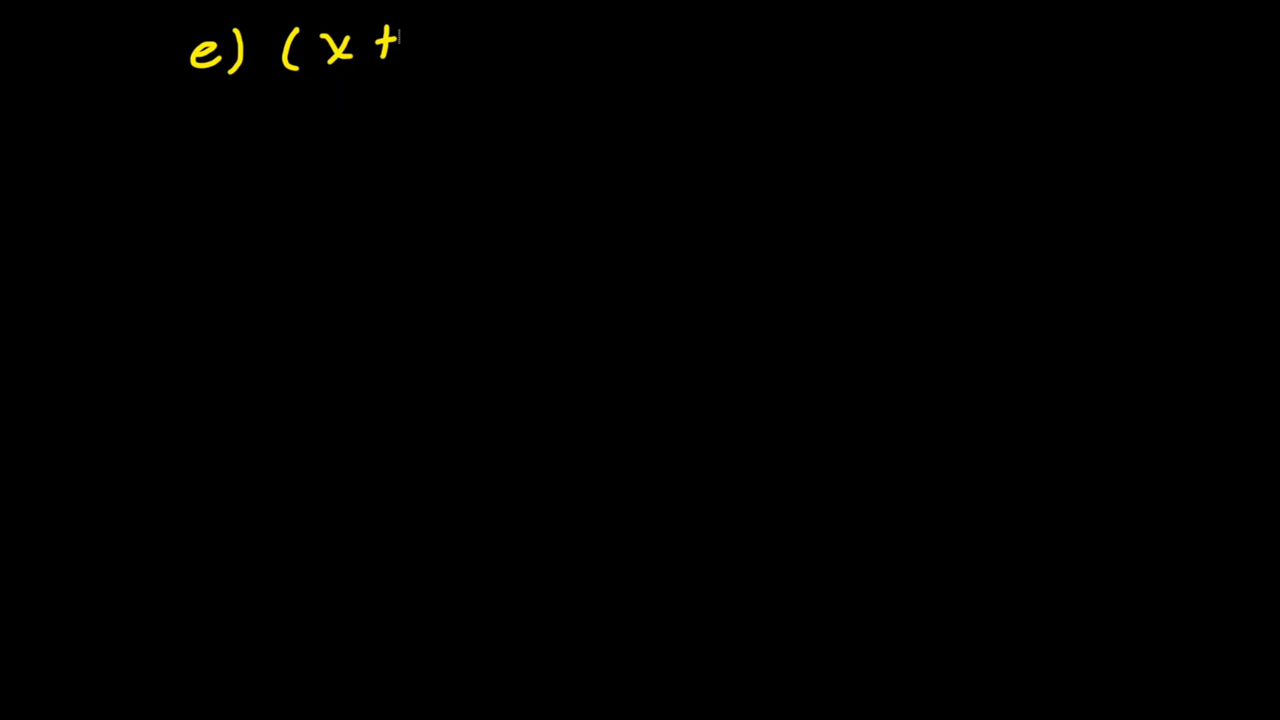 e) (x +